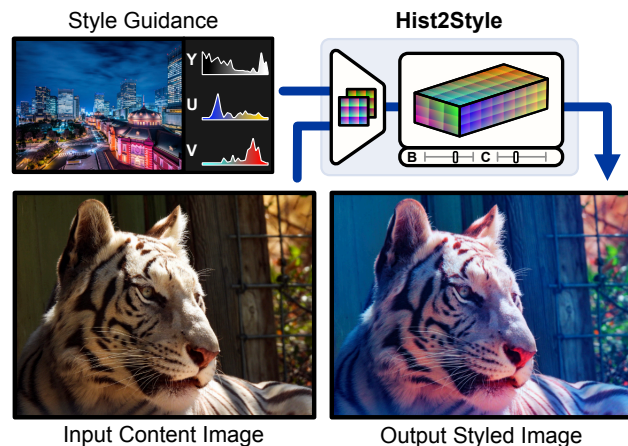 Style Guidance
Hist2Style
Y
U
V
B
C
Input Content Image
Output Styled Image